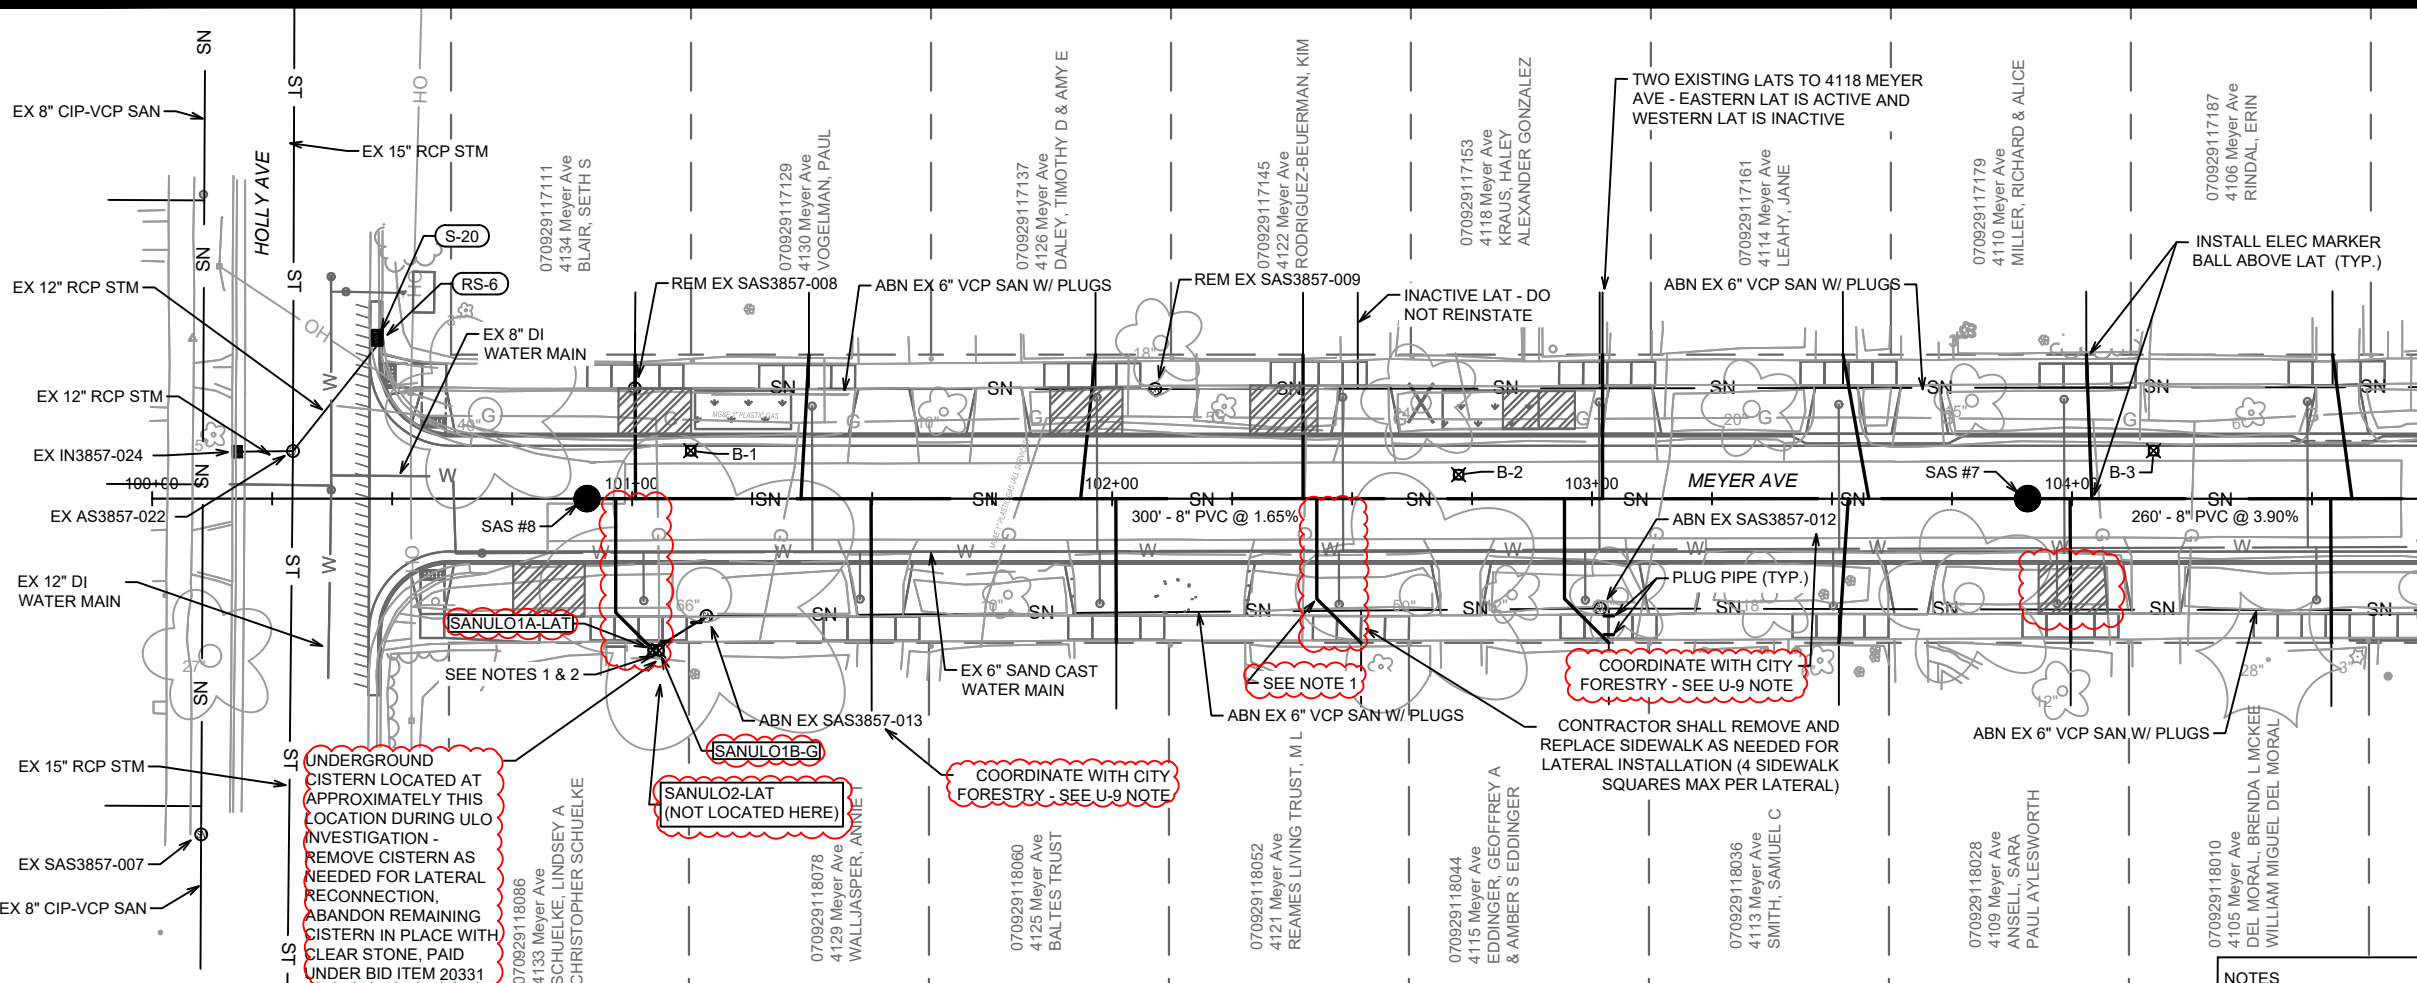 EX 8" CIP-VCP SAN
SN
ST
OH
EX 15" RCP STM
HOLLY AVE
S-20
RS-6
EX 12" RCP STM
EX 8" DI
WATER MAIN
EX 12" RCP STM
EX IN3857-024
100+00
EX AS3857-022
EX 12" DI
WATER MAIN
EX 15" RCP STM
EX SAS3857-007
EX 8" CIP-VCP SAN
070929117111
4134 Meyer Ave
BLAIR, SETH S
070929117129
4130 Meyer Ave
VOGELMAN, PAUL
070929117137
4126 Meyer Ave
DALEY, TIMOTHY D & AMY E
070929117145
4122 Meyer Ave
RODRIGUEZ-BEUERMAN, KIM
070929117153
4118 Meyer Ave
KRAUS, HALEY
ALEXANDER GONZALEZ
070929117161
4114 Meyer Ave
LEAHY, JANE
070929117179
4110 Meyer Ave
MILLER, RICHARD & ALICE
070929117187
4106 Meyer Ave
RINDAL, ERIN
TWO EXISTING LATS TO 4118 MEYER
AVE - EASTERN LAT IS ACTIVE AND
WESTERN LAT IS INACTIVE
INSTALL ELEC MARKER
BALL ABOVE LAT (TYP.)
REM EX SAS3857-008
ABN EX 6" VCP SAN W/ PLUGS
REM EX SAS3857-009
INACTIVE LAT - DO
NOT REINSTATE
ABN EX 6" VCP SAN W/ PLUGS
MG&E 2" PLASTIC GAS
B-1
B-2
B-3
101+00
102+00
103+00
104+00
MEYER AVE
SAS #7
SAS #8
300' - 8" PVC @ 1.65%
260' - 8" PVC @ 3.90%
ABN EX SAS3857-012
PLUG PIPE (TYP.)
SANULO1A-LAT
SEE NOTES 1 & 2
EX 6" SAND CAST
WATER MAIN
SEE NOTE 1
COORDINATE WITH CITY
FORESTRY - SEE U-9 NOTE
ABN EX SAS3857-013
ABN EX 6" VCP SAN W/ PLUGS
CONTRACTOR SHALL REMOVE AND
REPLACE SIDEWALK AS NEEDED FOR
LATERAL INSTALLATION (4 SIDEWALK
SQUARES MAX PER LATERAL)
ABN EX 6" VCP SAN W/ PLUGS
SANULO1B-G
SANULO2-LAT
(NOT LOCATED HERE)
COORDINATE WITH CITY
FORESTRY - SEE U-9 NOTE
UNDERGROUND
CISTERN LOCATED AT
APPROXIMATELY THIS
LOCATION DURING ULO
INVESTIGATION -
REMOVE CISTERN AS
NEEDED FOR LATERAL
RECONNECTION,
ABANDON REMAINING
CISTERN IN PLACE WITH
CLEAR STONE, PAID
UNDER BID ITEM 20331
070929118086
4133 Meyer Ave
SCHUELKE, LINDSEY A
CHRISTOPHER SCHUELKE
070929118078
4129 Meyer Ave
WALLJASPER, ANNE T
070929118060
4125 Meyer Ave
BALTES TRUST
070929118052
4121 Meyer Ave
REAMES LIVING TRUST, M L
070929118044
4115 Meyer Ave
EDDINGER, GEOFFREY A
& AMBER S EDDINGER
070929118036
4113 Meyer Ave
SMITH, SAMUEL C
070929118028
4109 Meyer Ave
ANSELL, SARA
PAUL AYLESWORTH
070929118010
4105 Meyer Ave
DEL MORAL, BRENDA L MCKEE
WILLIAM MIGUEL DEL MORAL
NOTES